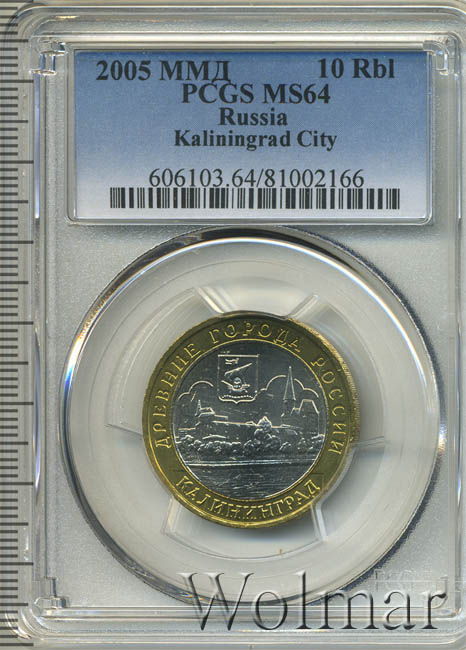 2005 ММД 10 Rbl
PCGS MS64
Russia
Kaliningrad City
606103.64/81002166
ДРЕВНИЕ ГОРОДА РОССИИ
КАЛИНИНГРАД
Wolmar